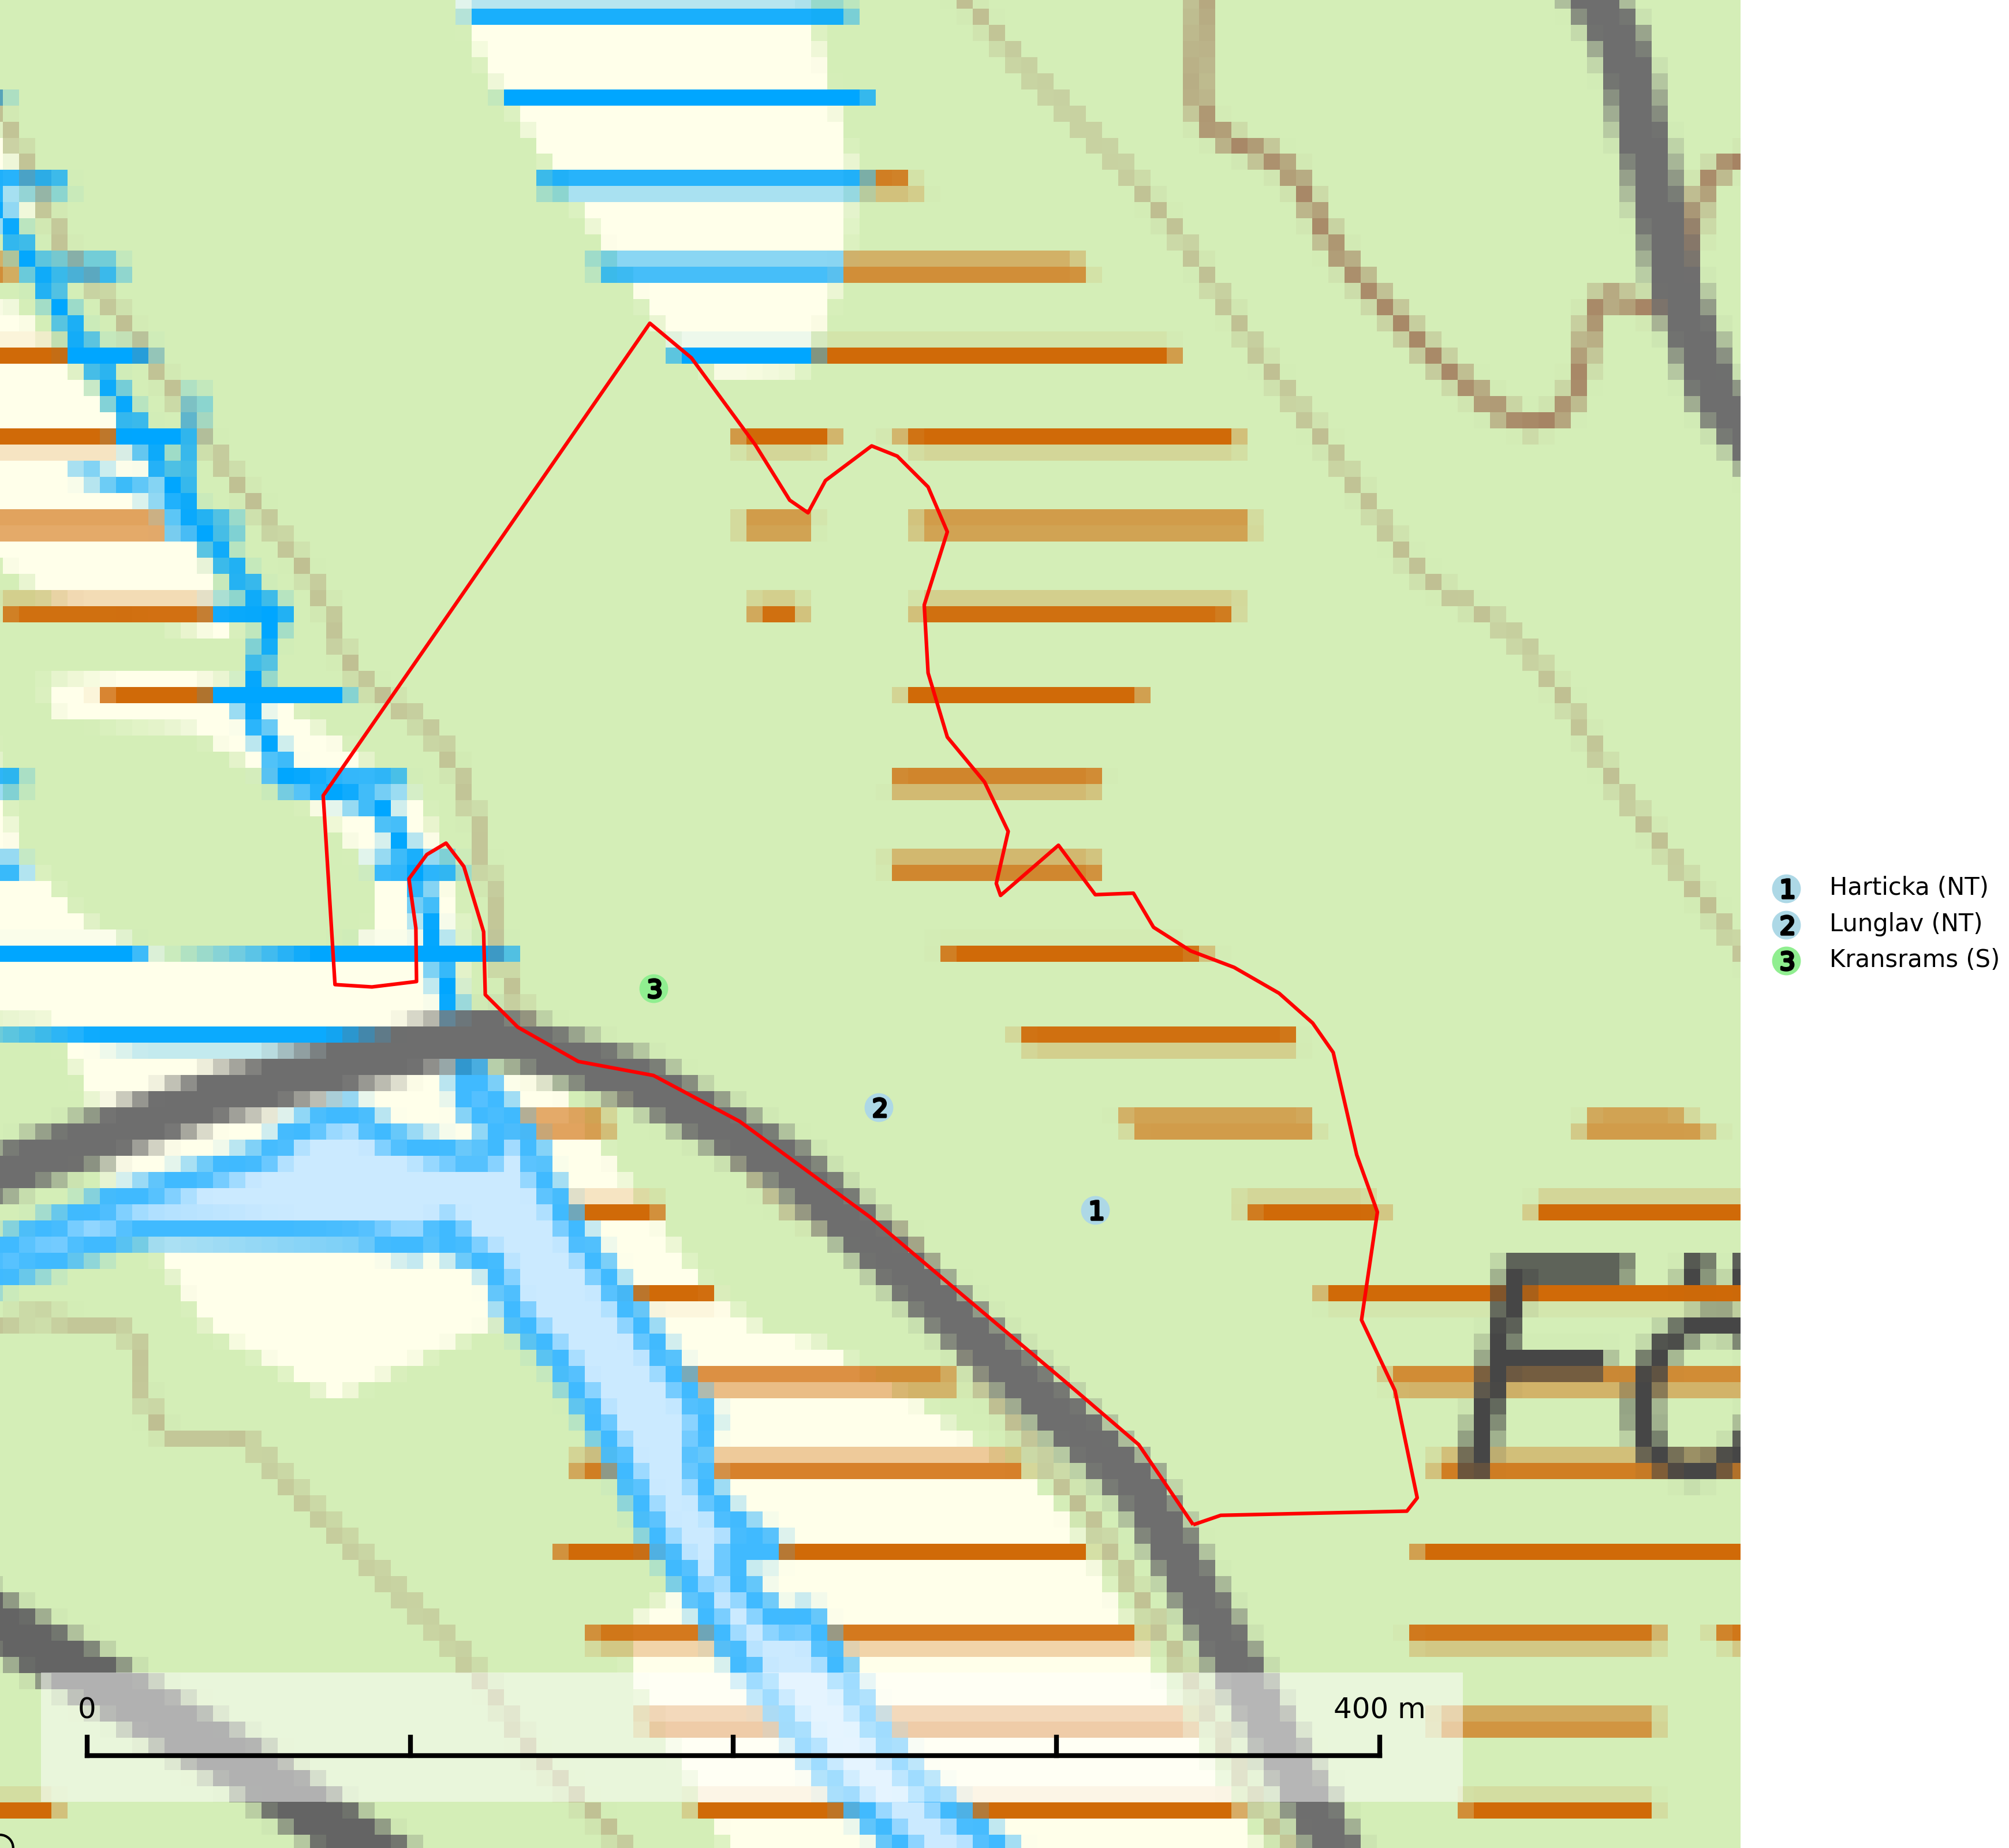 3
2
1
1 Harticka (NT)
2 Lunglav (NT)
3 Kransrams (S)
0 400 m